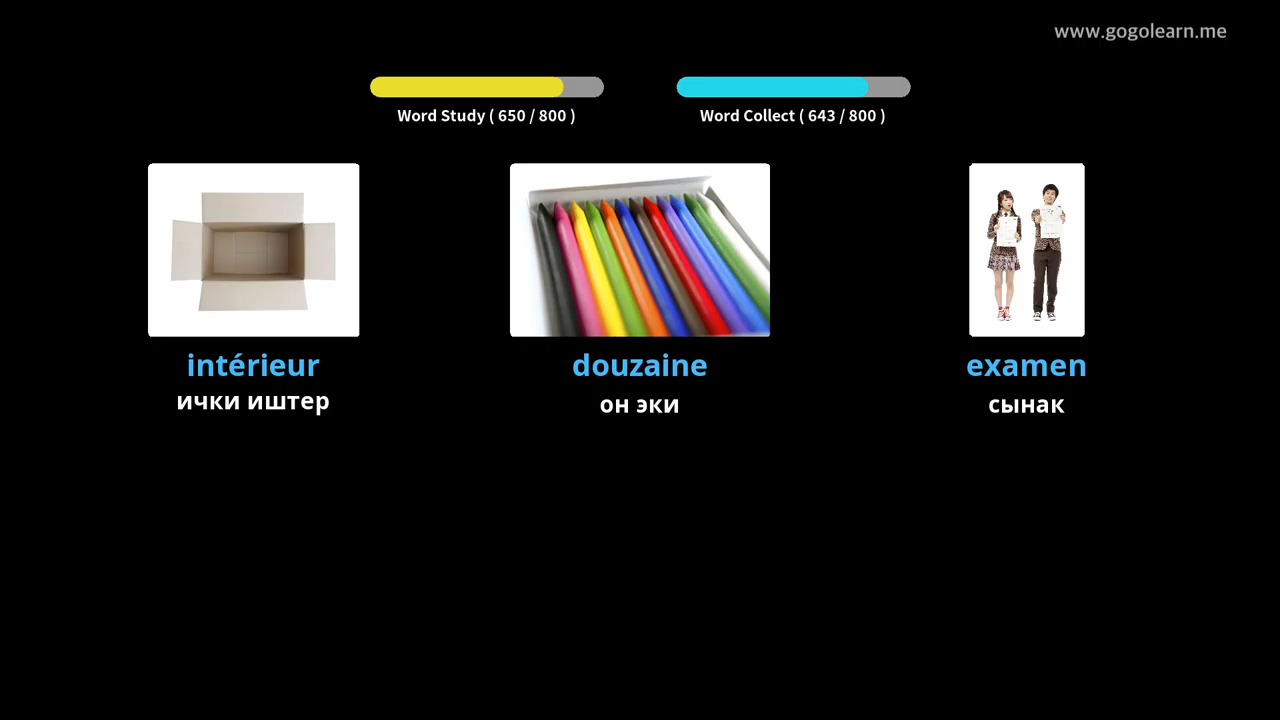 www.gogolearn.me
Word Study ( 650 / 800 )
Word Collect ( 643 / 800 )
intérieur
ички иштер
douzaine
он эки
examen
сынак